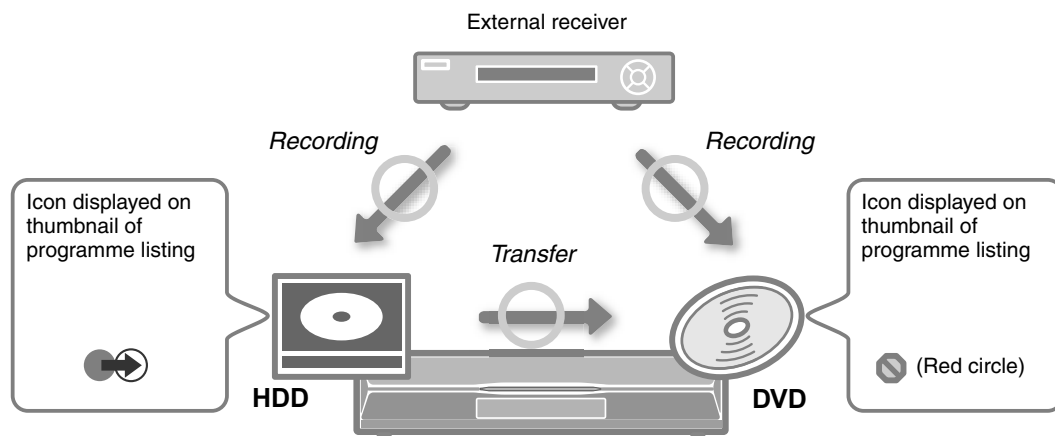 External receiver
Recording
Recording
Icon displayed on
thumbnail of
programme listing
Icon displayed on
thumbnail of
programme listing
Transfer
(Red circle)
HDD
DVD